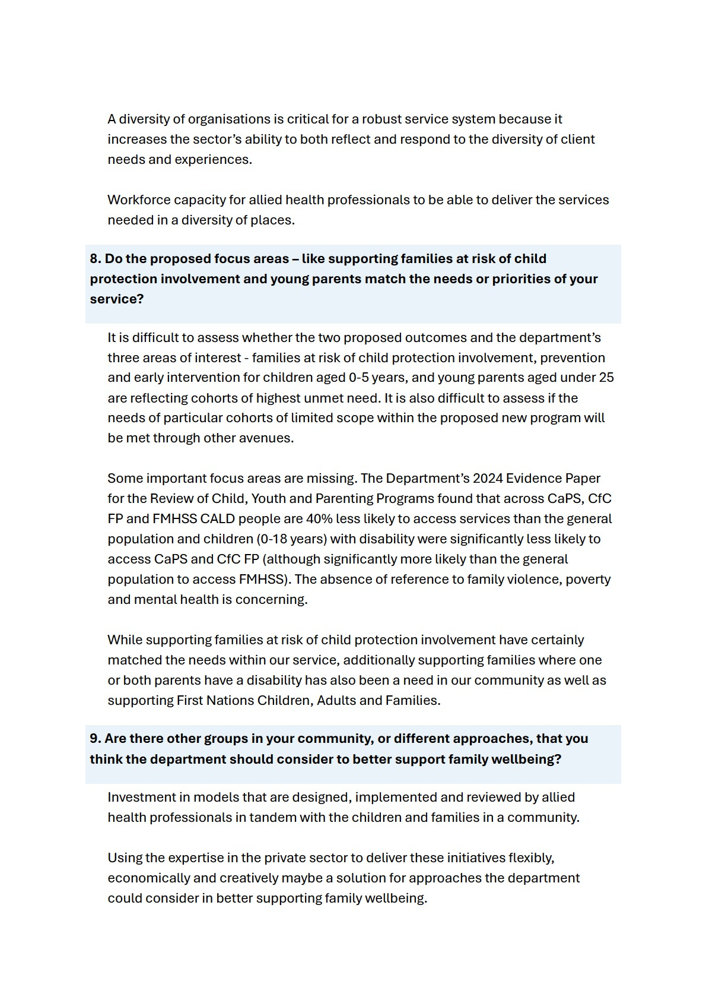 A diversity of organisations is critical for a robust service system because it
increases the sector’s ability to both reflect and respond to the diversity of client
needs and experiences.
Workforce capacity for allied health professionals to be able to deliver the services
needed in a diversity of places.
8. Do the proposed focus areas – like supporting families at risk of child
protection involvement and young parents match the needs or priorities of your
service?
It is difficult to assess whether the two proposed outcomes and the department’s
three areas of interest - families at risk of child protection involvement, prevention
and early intervention for children aged 0-5 years, and young parents aged under 25
are reflecting cohorts of highest unmet need. It is also difficult to assess if the
needs of particular cohorts of limited scope within the proposed new program will
be met through other avenues.
Some important focus areas are missing. The Department’s 2024 Evidence Paper
for the Review of Child, Youth and Parenting Programs found that across CaPS, CfC
FP and FMHSS CALD people are 40% less likely to access services than the general
population and children (0-18 years) with disability were significantly less likely to
access CaPS and CfC FP (although significantly more likely than the general
population to access FMHSS). The absence of reference to family violence, poverty
and mental health is concerning.
While supporting families at risk of child protection involvement have certainly
matched the needs within our service, additionally supporting families where one
or both parents have a disability has also been a need in our community as well as
supporting First Nations Children, Adults and Families.
9. Are there other groups in your community, or different approaches, that you
think the department should consider to better support family wellbeing?
Investment in models that are designed, implemented and reviewed by allied
health professionals in tandem with the children and families in a community.
Using the expertise in the private sector to deliver these initiatives flexibly,
economically and creatively maybe a solution for approaches the department
could consider in better supporting family wellbeing.